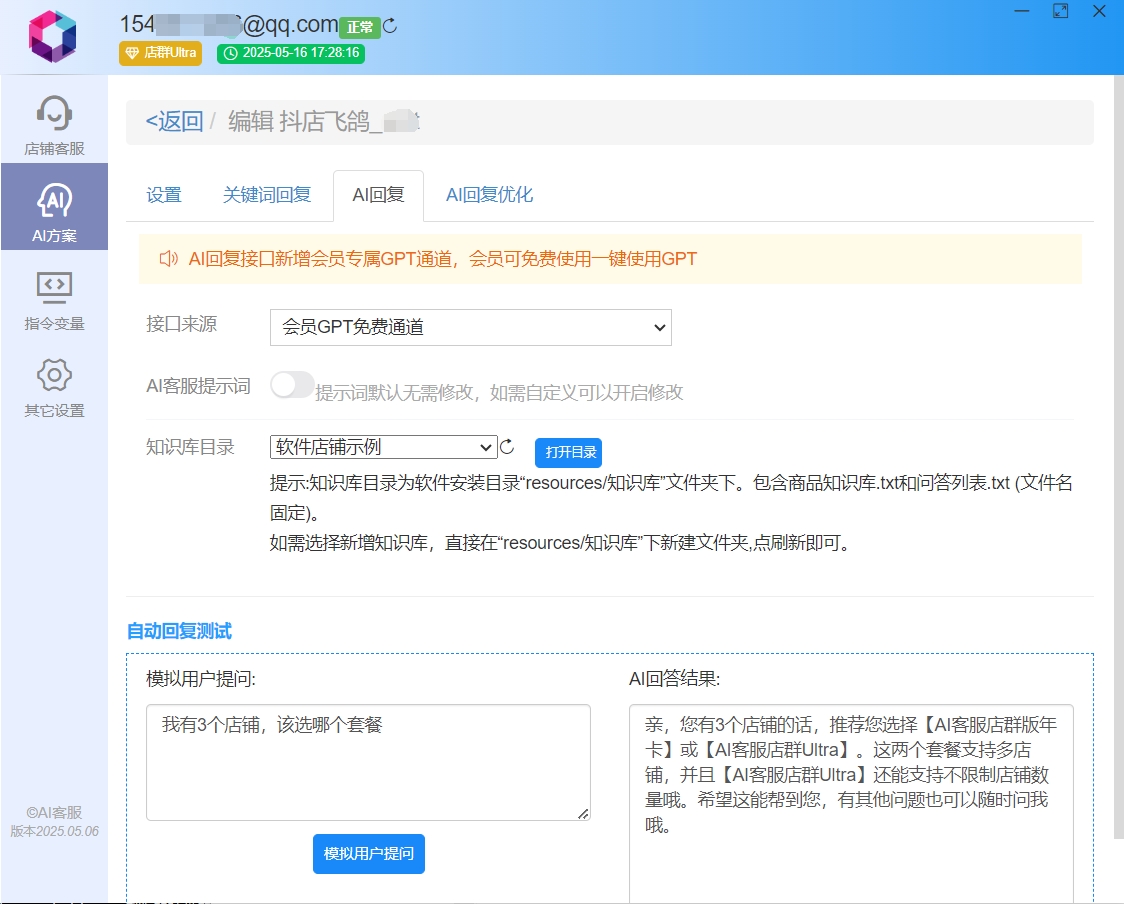 154 @qq.com 正常
店群Ultra 2025-05-16 17:28:16
店铺客服
AI方案
指令变量
其它设置
©AI客服
版本2025.05.06
<返回 / 编辑 抖店飞鸽_
设置 关键词回复 AI回复 AI回复优化
AI回复接口新增会员专属GPT通道，会员可免费使用一键使用GPT
接口来源 会员GPT免费通道
AI客服提示词 提示词默认无需修改，如需自定义可以开启修改
知识库目录 软件店铺示例 打开目录
提示:知识库目录为软件安装目录“resources/知识库”文件夹下。包含商品知识库.txt和问答列表.txt (文件名
固定)。
如需选择新增知识库，直接在“resources/知识库”下新建文件夹,点刷新即可。
自动回复测试
模拟用户提问:
我有3个店铺，该选哪个套餐
模拟用户提问
AI回答结果:
亲，您有3个店铺的话，推荐您选择【AI客服店群版年
卡】或【AI客服店群Ultra】。这两个套餐支持多店
铺，并且【AI客服店群Ultra】还能支持不限制店铺数
量哦。希望这能帮到您，有其他问题也可以随时问我
哦。